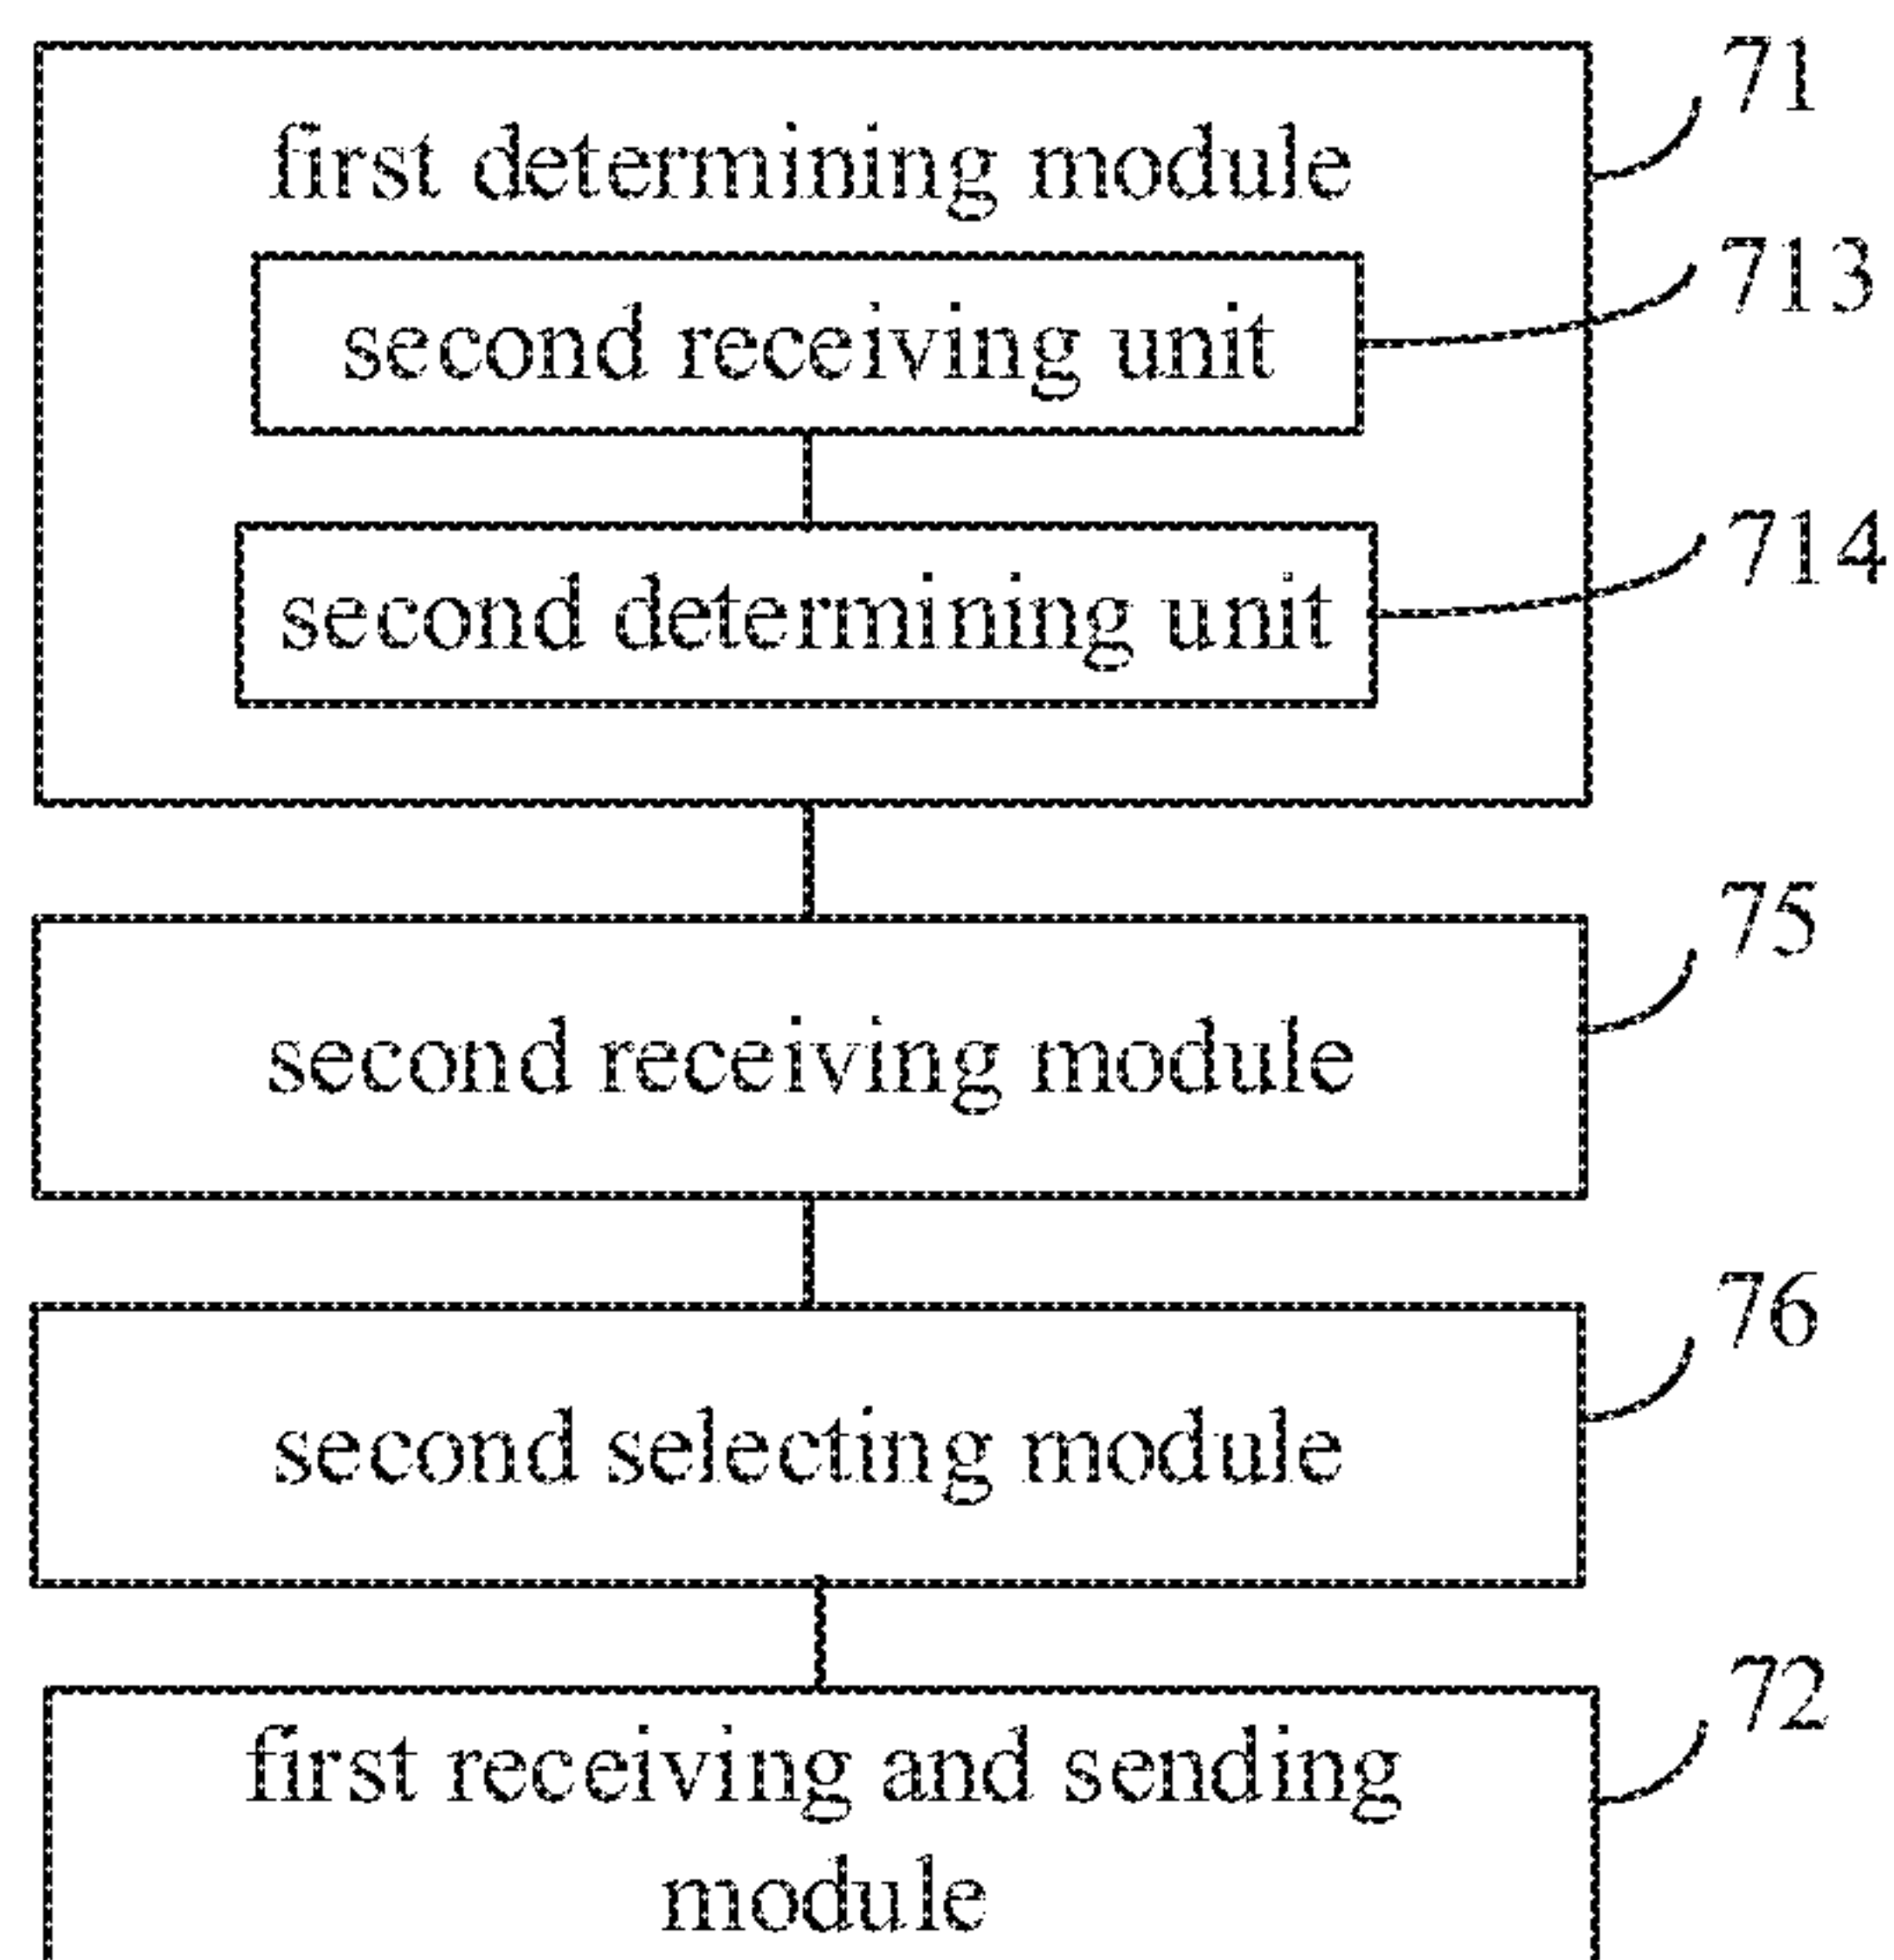 71
first determining module
713
second receiving unit
714
second determining unit
75
second receiving module
76
second selecting module
72
first receiving and sending
module